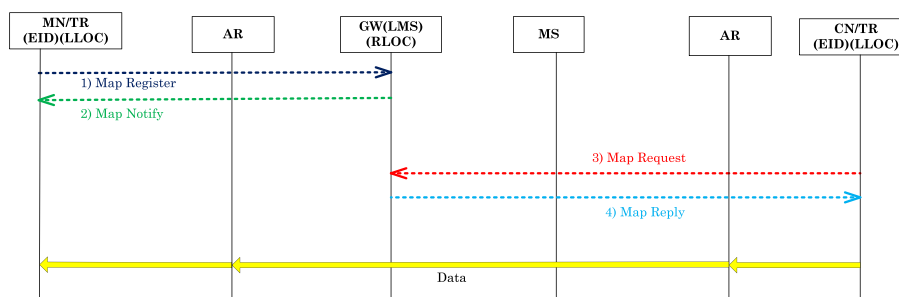 MN/TR
(EID)(LLOC)
AR
GW(LMS)
(RLOC)
MS
AR
CN/TR
(EID)(LLOC)
1) Map Register
2) Map Notify
3) Map Request
4) Map Reply
Data